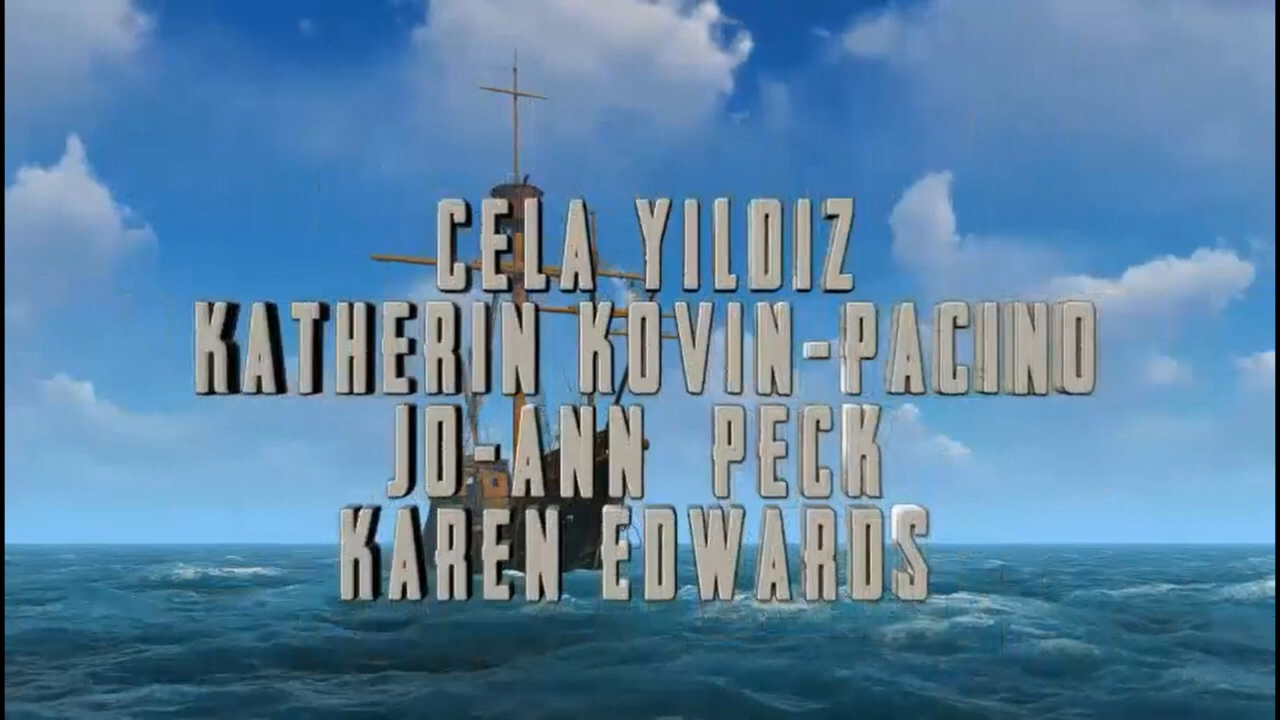 CELA YILDIZ
KATHERIN KOVIN-PACINO
JO-ANN PECK
KAREN EDWARDS